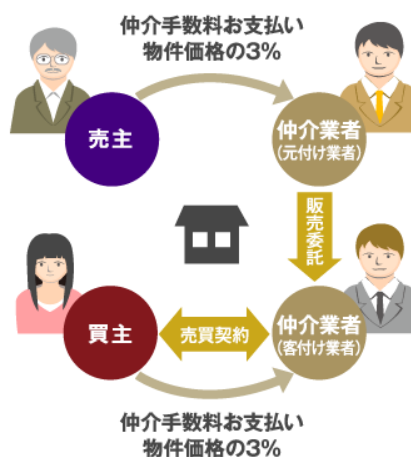 仲介手数料お支払い
物件価格の3%
売主
仲介業者
(元付け業者)
販売委託
買主
売買契約
仲介業者
(客付け業者)
仲介手数料お支払い
物件価格の3%